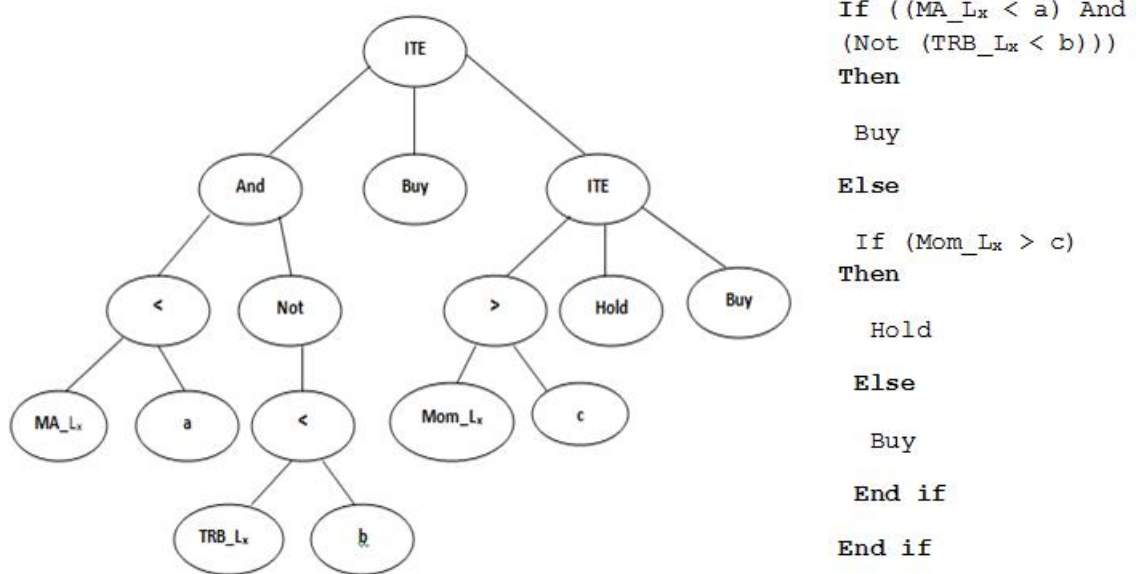 ITE
And
Buy
ITE
<
Not
>
Hold
Buy
MA_Lₓ
a
<
Mom_Lₓ
c
TRB_Lₓ
b
If ((MA_Lₓ < a) And
(Not (TRB_Lₓ < b)))
Then
Buy
Else
If (Mom_Lₓ > c)
Then
Hold
Else
Buy
End if
End if